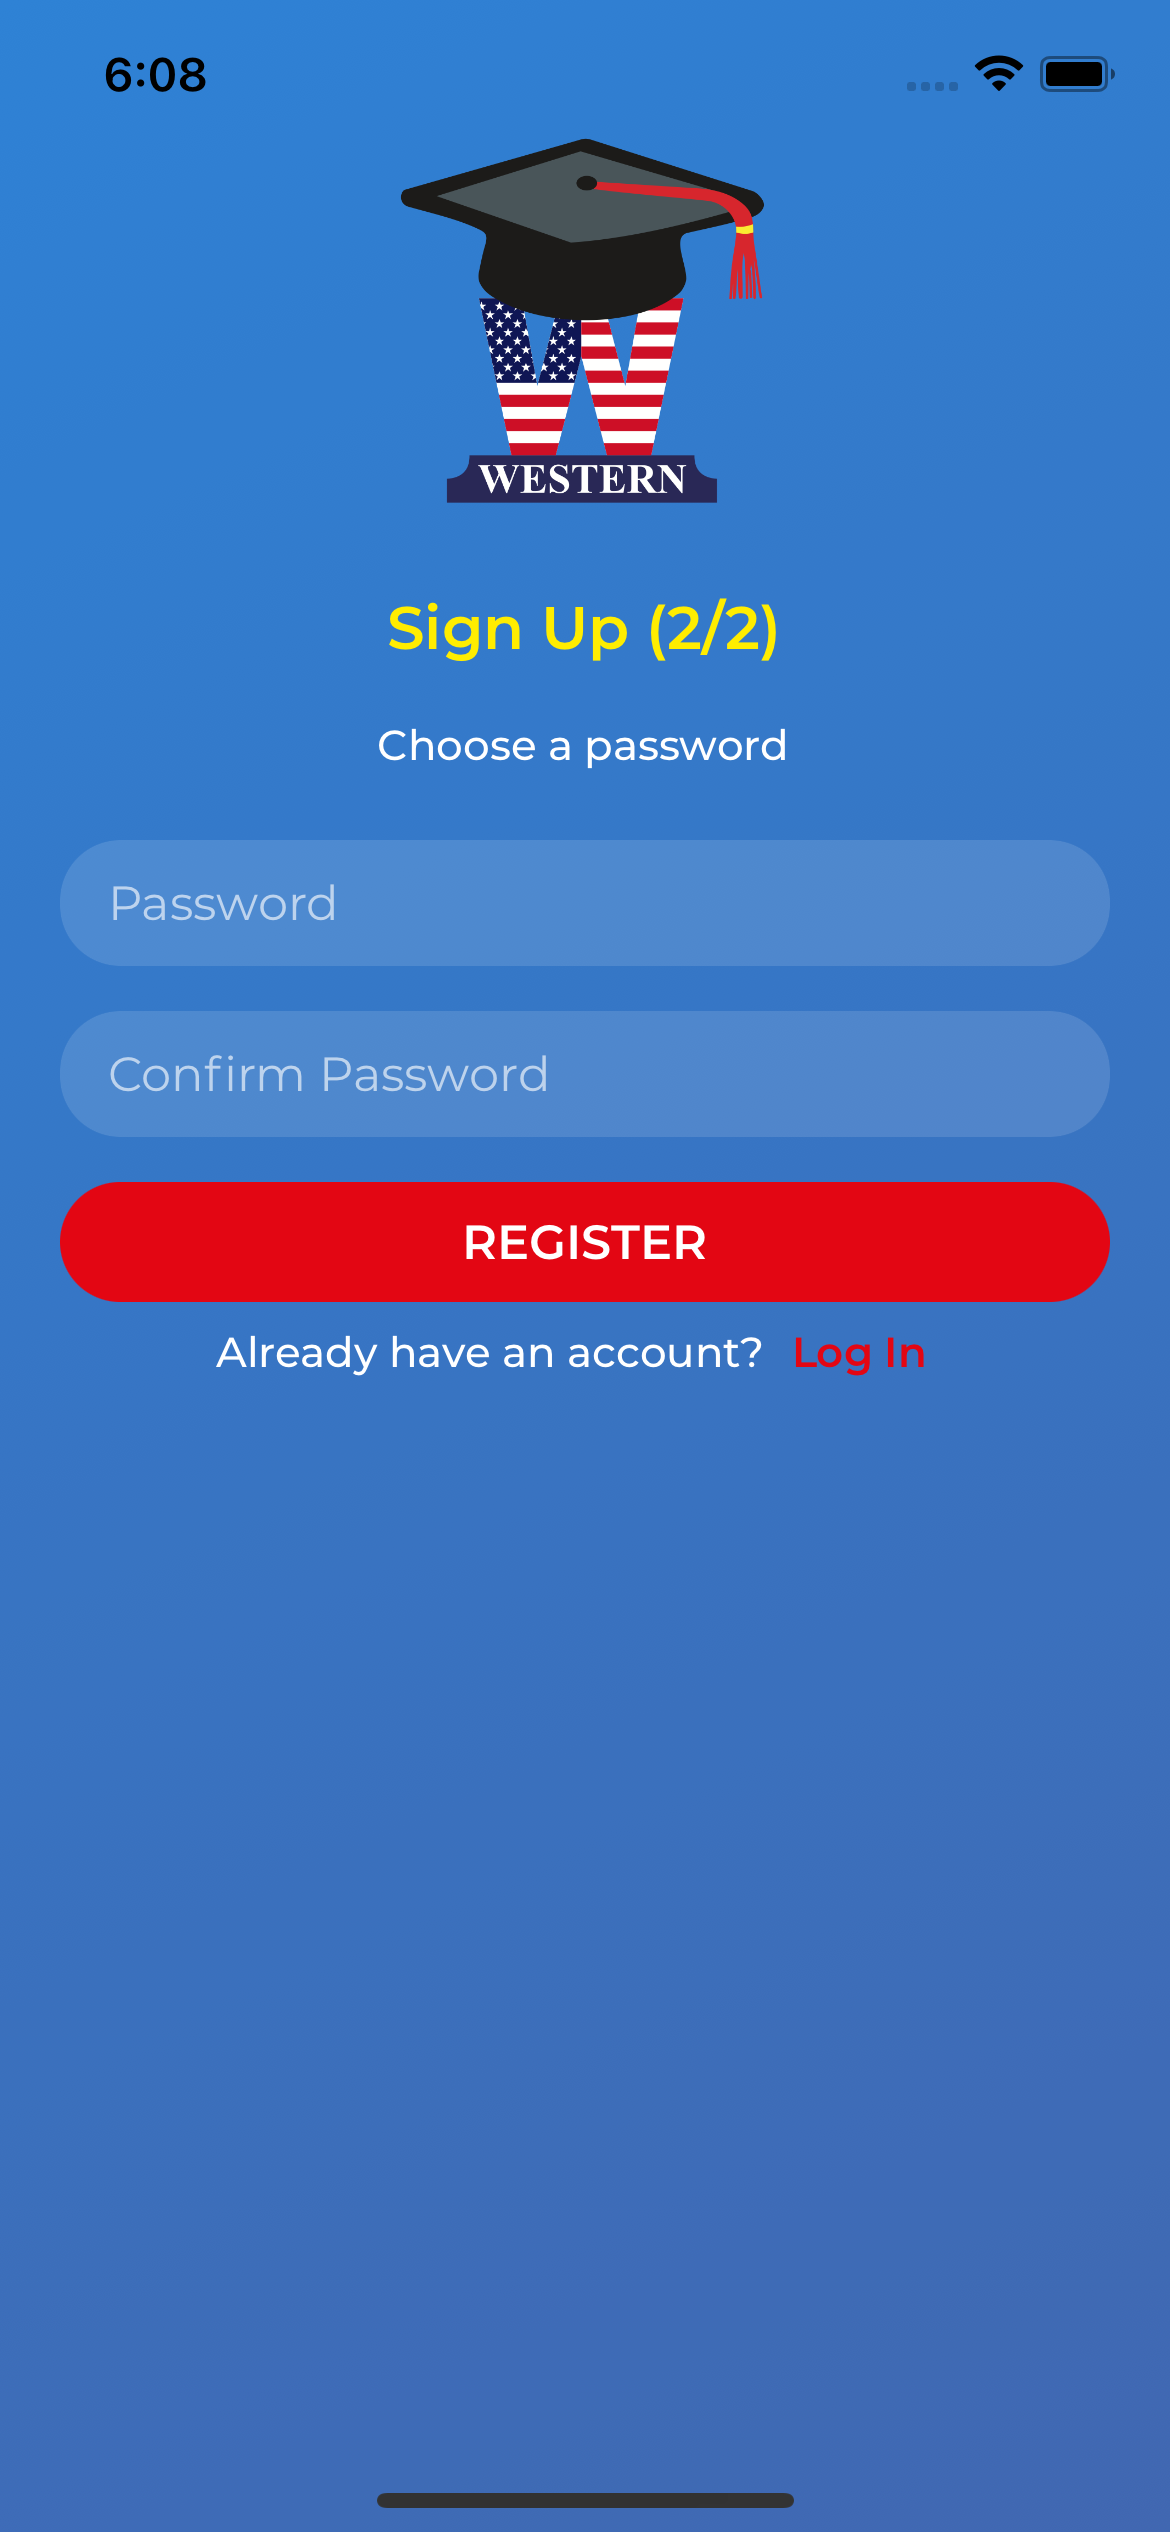 6:08
WESTERN
Sign Up (2/2)
Choose a password
Password
Confirm Password
REGISTER
Already have an account? Log In